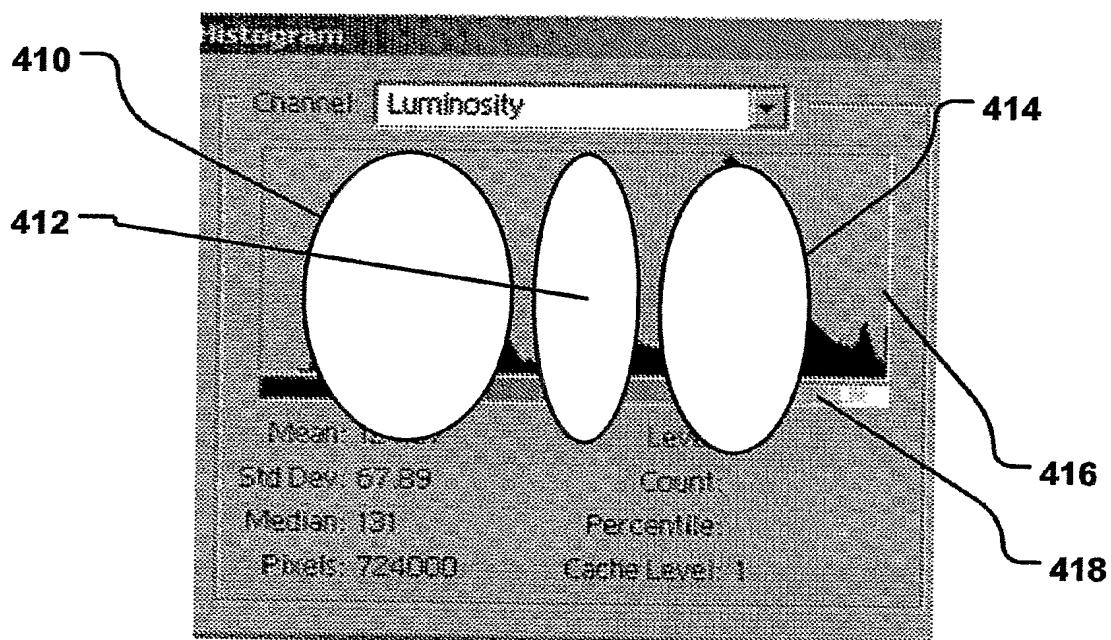 Histogram
410
Channel: Luminosity
414
412
Mean:
Std Dev: 67.89
Count:
416
Median: 131
Percentile:
Pixels: 724000
Cache Level: 1
418